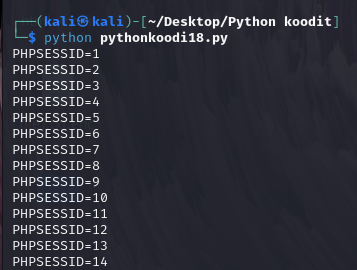 ┌──(kali㉿kali)-[~/Desktop/Python koodit]
└─$ python pythonkoodi18.py
PHPSESSID=1
PHPSESSID=2
PHPSESSID=3
PHPSESSID=4
PHPSESSID=5
PHPSESSID=6
PHPSESSID=7
PHPSESSID=8
PHPSESSID=9
PHPSESSID=10
PHPSESSID=11
PHPSESSID=12
PHPSESSID=13
PHPSESSID=14